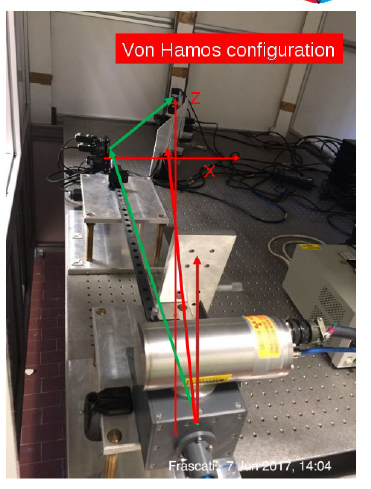 Von Hamos configuration
Z
X
Frascati, 7 Jun 2017, 14:04